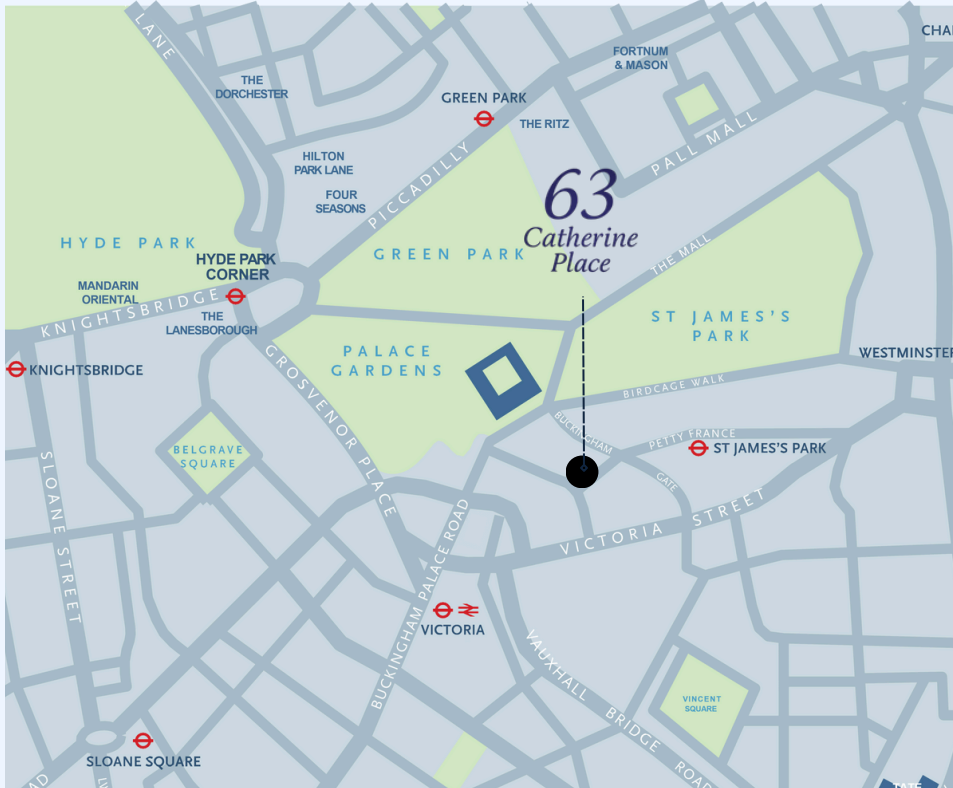 LANE
CHA
FORTNUM
& MASON
THE
DORCHESTER
GREEN PARK
THE RITZ
PALL MALL
HILTON
PARK LANE
PICCADILLY
FOUR
SEASONS
63
Catherine
Place
HYDE PARK
GREEN PARK
THE MALL
HYDE PARK
CORNER
MANDARIN
ORIENTAL
KNIGHTSBRIDGE
THE
LANESBOROUGH
ST JAMES'S
PARK
PALACE
GARDENS
WESTMINSTER
KNIGHTSBRIDGE
GROSVENOR PLACE
BIRDCAGE WALK
BUCKINGHAM
GATE
PETTY FRANCE
ST JAMES'S PARK
BELGRAVE
SQUARE
SLOANE STREET
VICTORIA STREET
BUCKINGHAM PALACE ROAD
VICTORIA
VAUXHALL BRIDGE ROAD
VINCENT
SQUARE
SLOANE SQUARE
AD
TATE